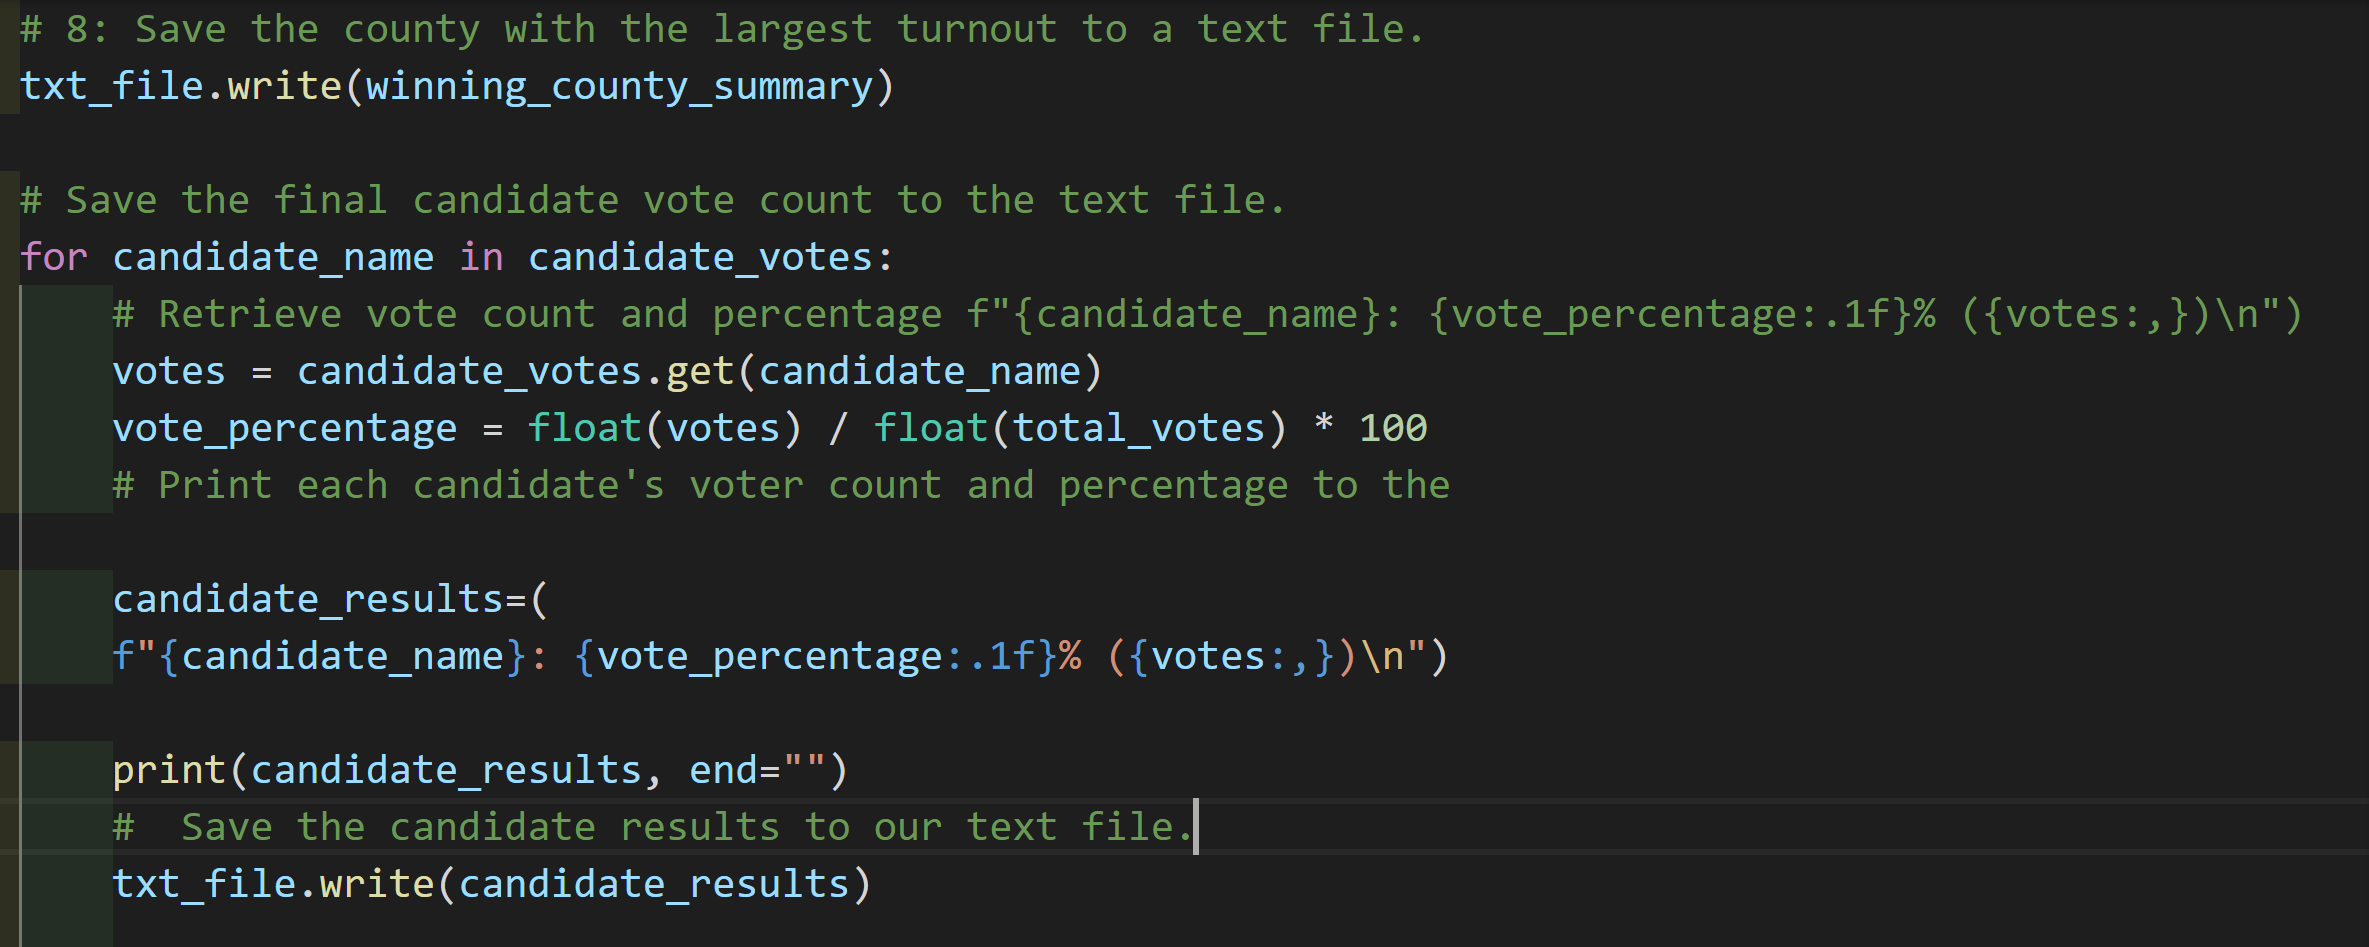 # 8: Save the county with the largest turnout to a text file.
txt_file.write(winning_county_summary)
# Save the final candidate vote count to the text file.
for candidate_name in candidate_votes:
    # Retrieve vote count and percentage f"{candidate_name}: {vote_percentage:.1f}% ({votes:,})\n")
    votes = candidate_votes.get(candidate_name)
    vote_percentage = float(votes) / float(total_votes) * 100
    # Print each candidate's voter count and percentage to the
    candidate_results=(
    f"{candidate_name}: {vote_percentage:.1f}% ({votes:,})\n")
    print(candidate_results, end="")
    #  Save the candidate results to our text file.
    txt_file.write(candidate_results)